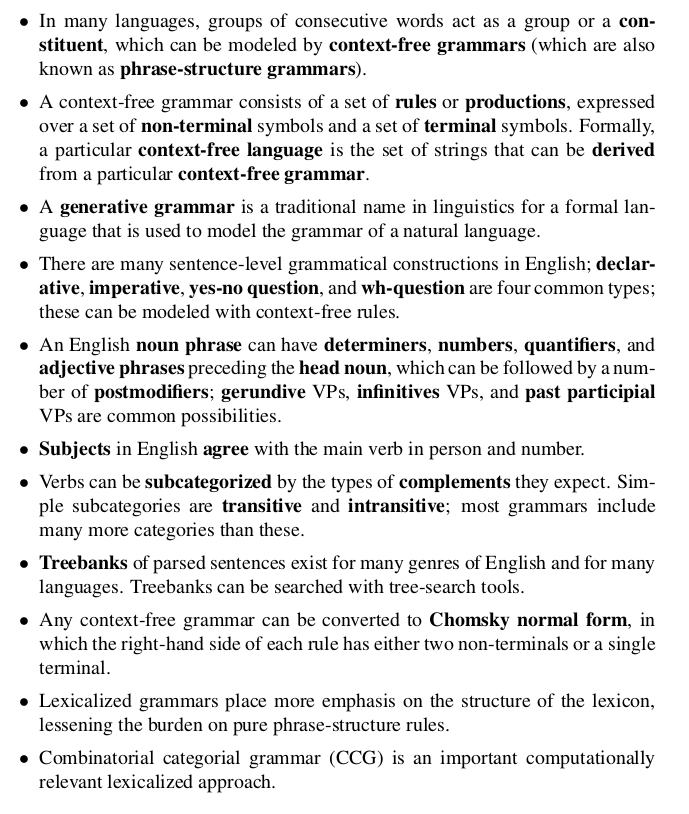 • In many languages, groups of consecutive words act as a group or a con-
stituent, which can be modeled by context-free grammars (which are also
known as phrase-structure grammars).
• A context-free grammar consists of a set of rules or productions, expressed
over a set of non-terminal symbols and a set of terminal symbols. Formally,
a particular context-free language is the set of strings that can be derived
from a particular context-free grammar.
• A generative grammar is a traditional name in linguistics for a formal lan-
guage that is used to model the grammar of a natural language.
• There are many sentence-level grammatical constructions in English; declar-
ative, imperative, yes-no question, and wh-question are four common types;
these can be modeled with context-free rules.
• An English noun phrase can have determiners, numbers, quantifiers, and
adjective phrases preceding the head noun, which can be followed by a num-
ber of postmodifiers; gerundive VPs, infinitives VPs, and past participial
VPs are common possibilities.
• Subjects in English agree with the main verb in person and number.
• Verbs can be subcategorized by the types of complements they expect. Sim-
ple subcategories are transitive and intransitive; most grammars include
many more categories than these.
• Treebanks of parsed sentences exist for many genres of English and for many
languages. Treebanks can be searched with tree-search tools.
• Any context-free grammar can be converted to Chomsky normal form, in
which the right-hand side of each rule has either two non-terminals or a single
terminal.
• Lexicalized grammars place more emphasis on the structure of the lexicon,
lessening the burden on pure phrase-structure rules.
• Combinatorial categorial grammar (CCG) is an important computationally
relevant lexicalized approach.